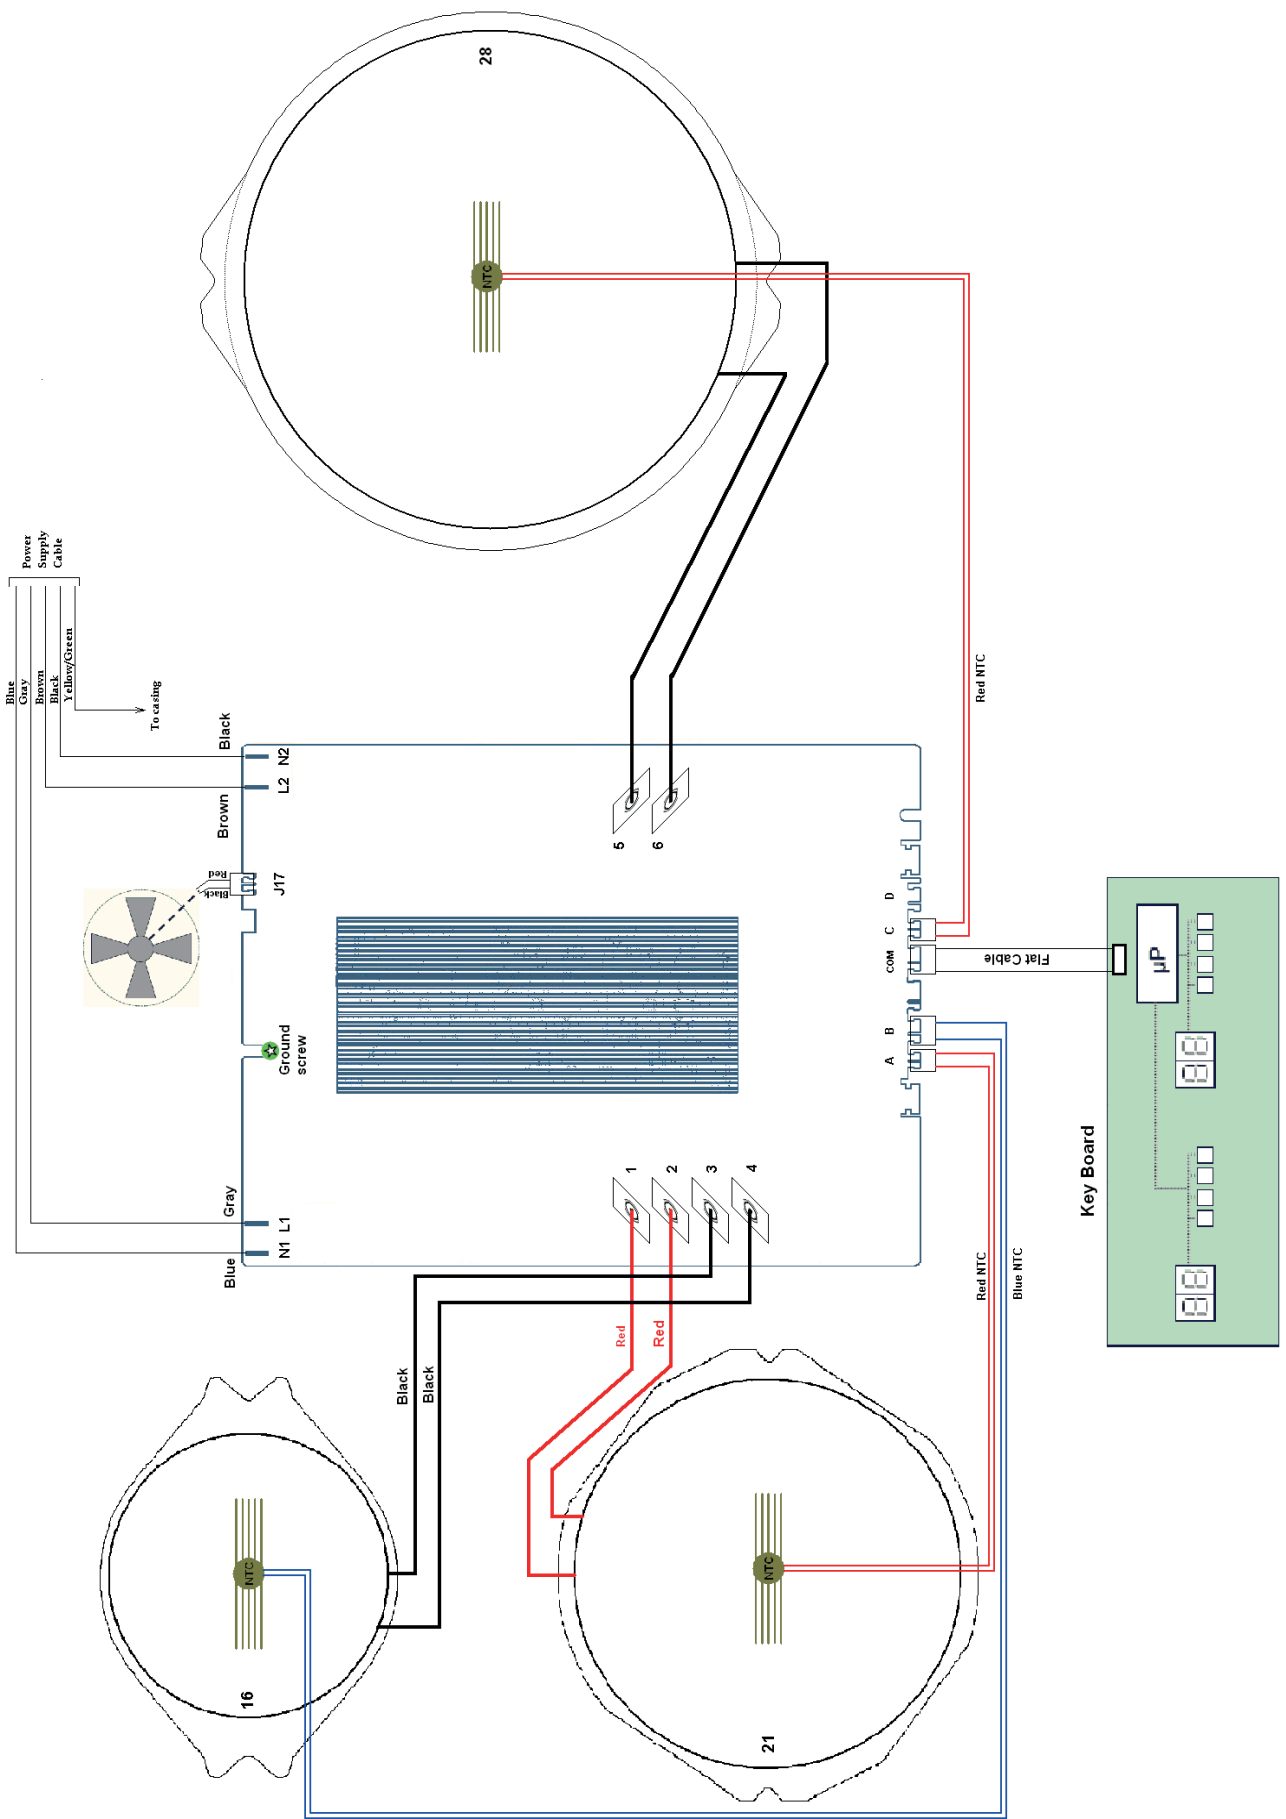 28
NTC
Power
Supply
Cable
Blue
Gray
Brown
Black
Yellow/Green
To casing
Black
N2
L2
Brown
Red
Black
J17
Ground
screw
Gray
L1
N1
Blue
5
6
1
2
3
4
D
C
COM
B
A
Red NTC
Flat Cable
Red NTC
Blue NTC
Red
Red
Black
Black
NTC
16
NTC
21
Key Board
µP
88
88